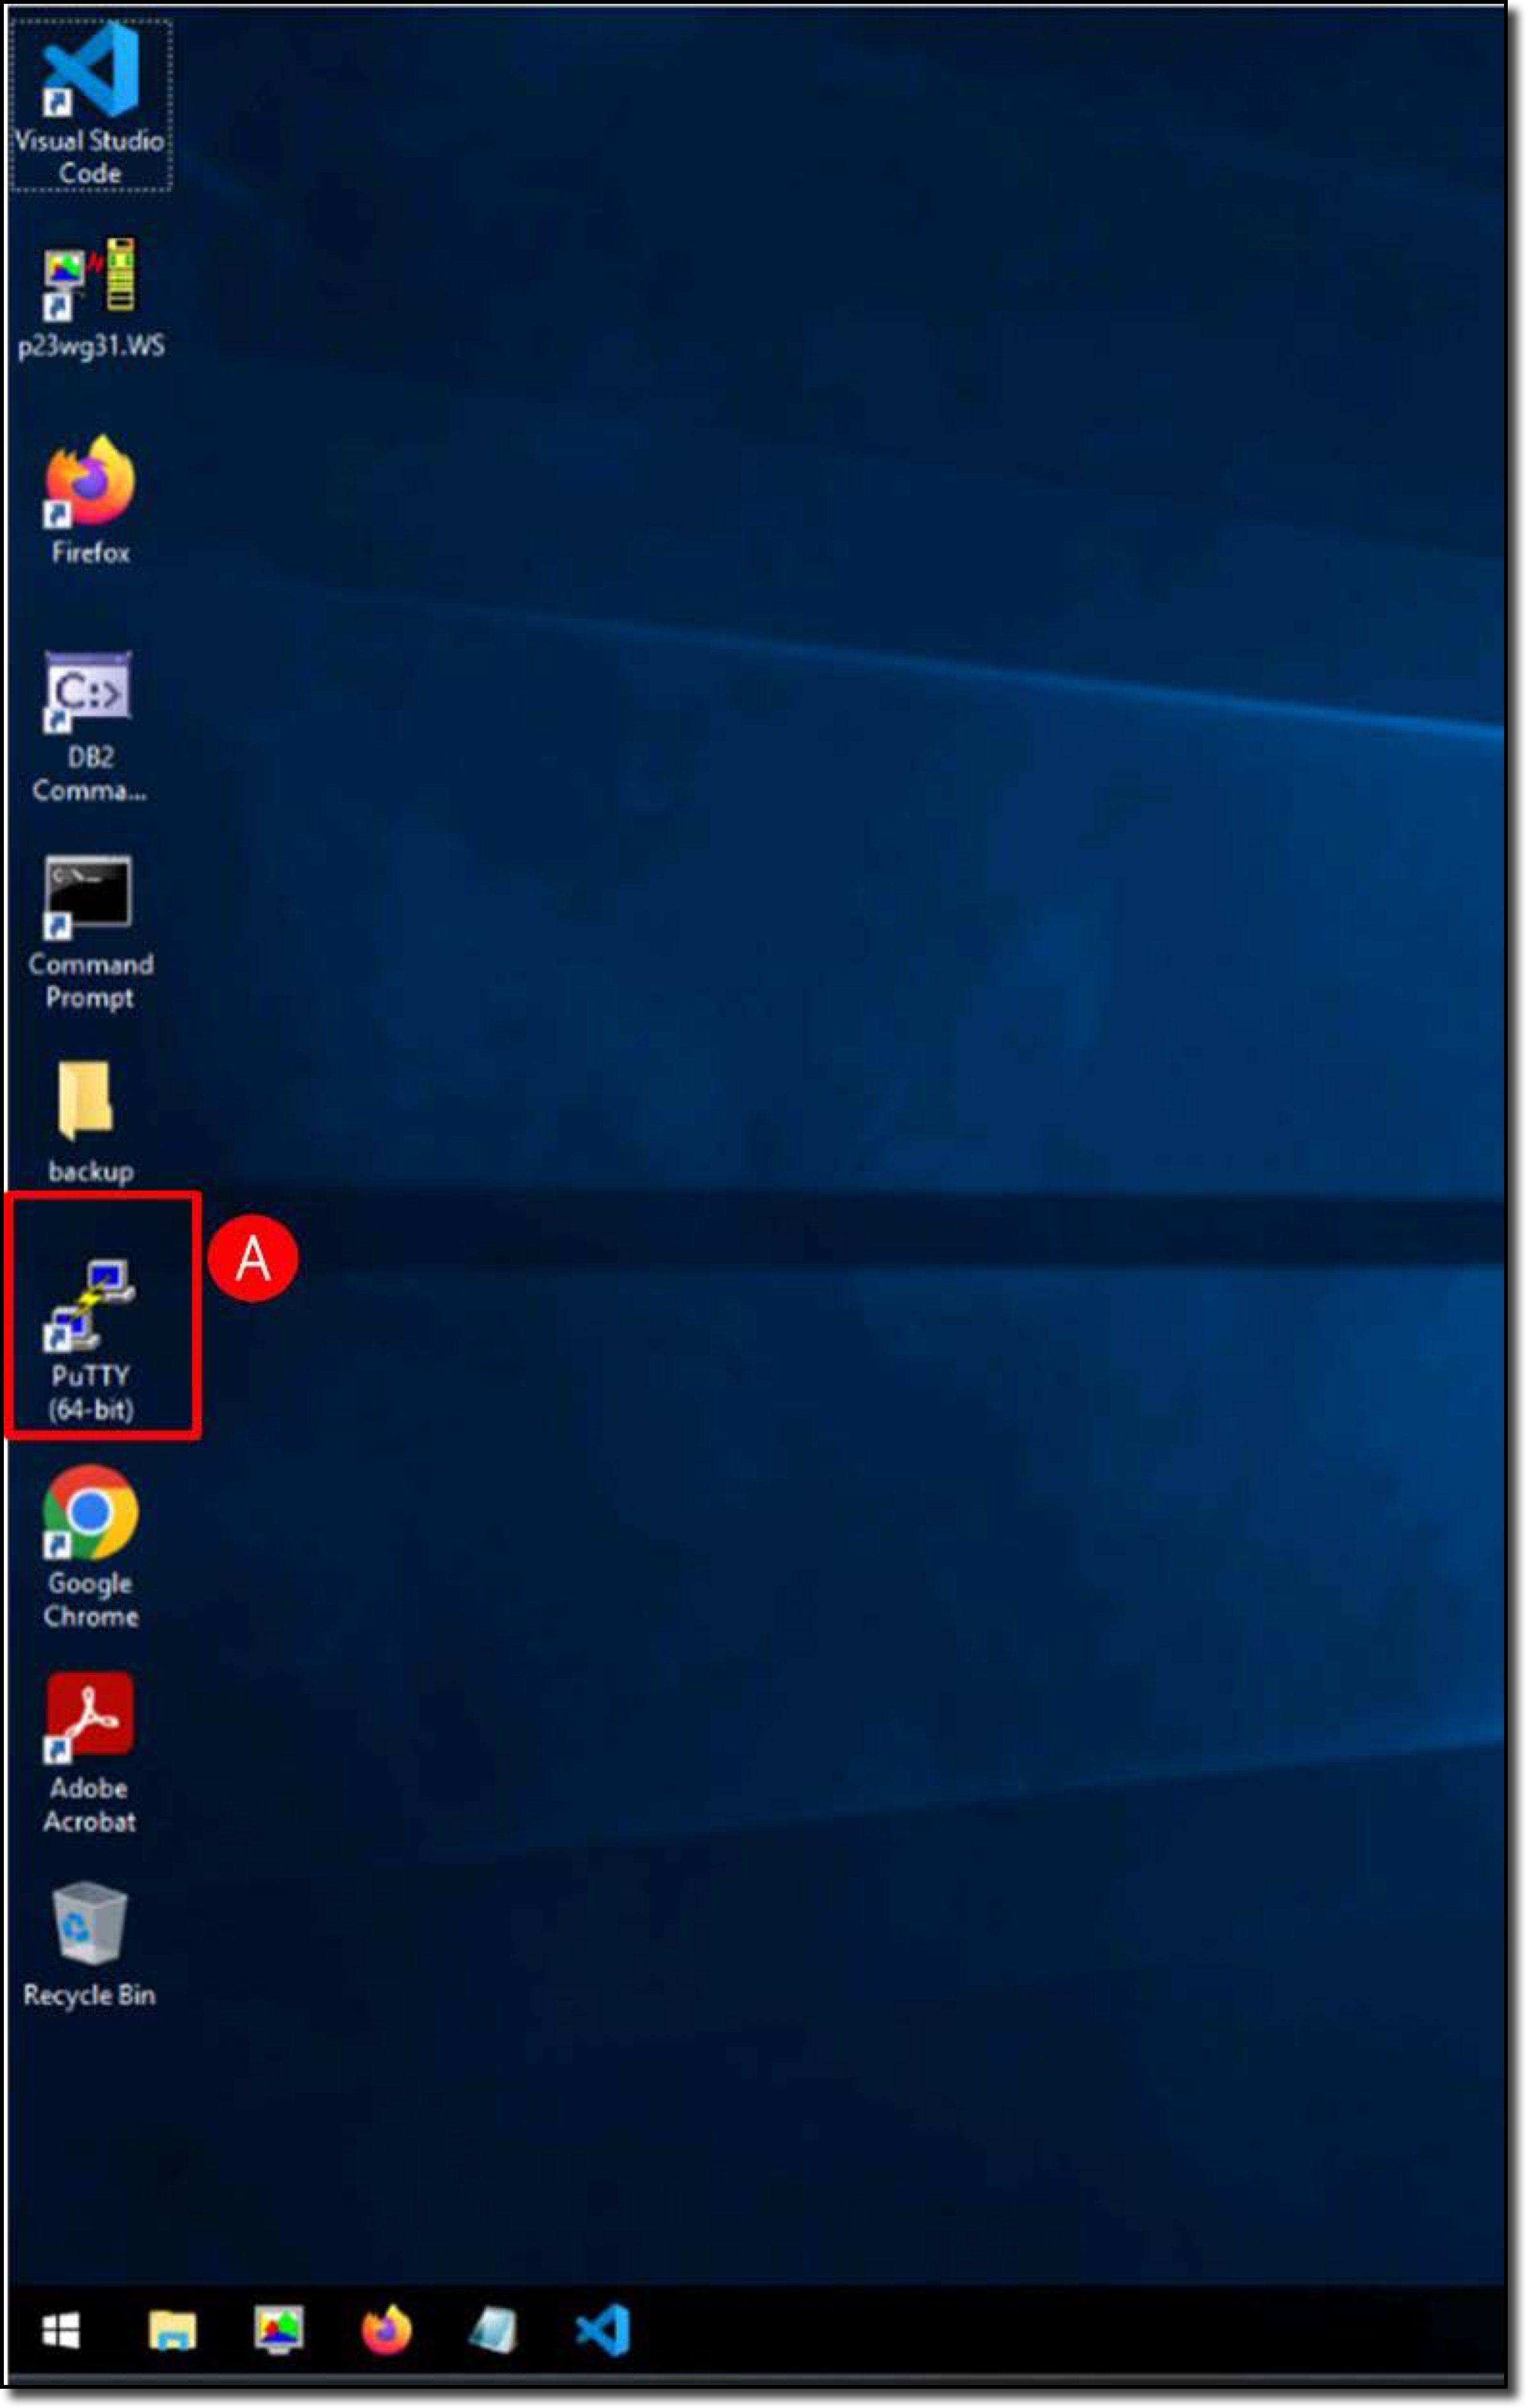 Visual Studio
Code
p23wg31.WS
Firefox
C:>
DB2
Comma...
C:\_
Command
Prompt
backup
A
PuTTY
(64-bit)
Google
Chrome
Adobe
Acrobat
Recycle Bin